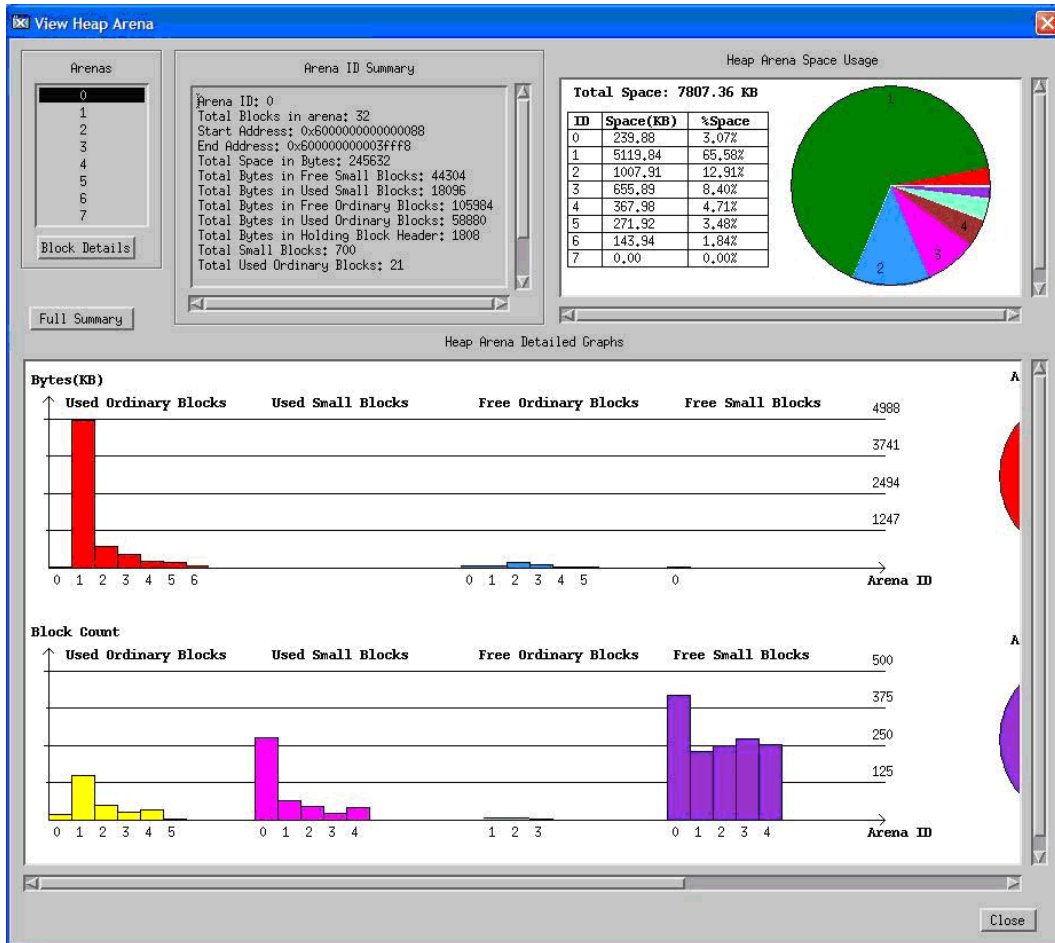 View Heap Arena
Arenas
0
1
2
3
4
5
6
7
Block Details
Full Summary
Arena ID Summary
Arena ID: 0
Total Blocks in arena: 32
Start Address: 0x6000000000000088
End Address: 0x600000000003fff8
Total Space in Bytes: 245632
Total Bytes in Free Small Blocks: 44304
Total Bytes in Used Small Blocks: 18096
Total Bytes in Free Ordinary Blocks: 105984
Total Bytes in Used Ordinary Blocks: 58880
Total Bytes in Holding Block Header: 1808
Total Small Blocks: 700
Total Used Ordinary Blocks: 21
Heap Arena Space Usage
Total Space: 7807.36 KB
ID Space(KB) %Space
0 239.88 3.07%
1 5119.84 65.58%
2 1007.91 12.91%
3 655.89 8.40%
4 367.98 4.71%
5 271.92 3.48%
6 143.94 1.84%
7 0.00 0.00%
1
4
3
2
Heap Arena Detailed Graphs
Bytes(KB)
A
Used Ordinary Blocks Used Small Blocks Free Ordinary Blocks Free Small Blocks
4988
3741
2494
1247
0 1 2 3 4 5 6 0 1 2 3 4 5 0 Arena ID
Block Count
A
Used Ordinary Blocks Used Small Blocks Free Ordinary Blocks Free Small Blocks
500
375
250
125
0 1 2 3 4 5 0 1 2 3 4 1 2 3 0 1 2 3 4 Arena ID
Close